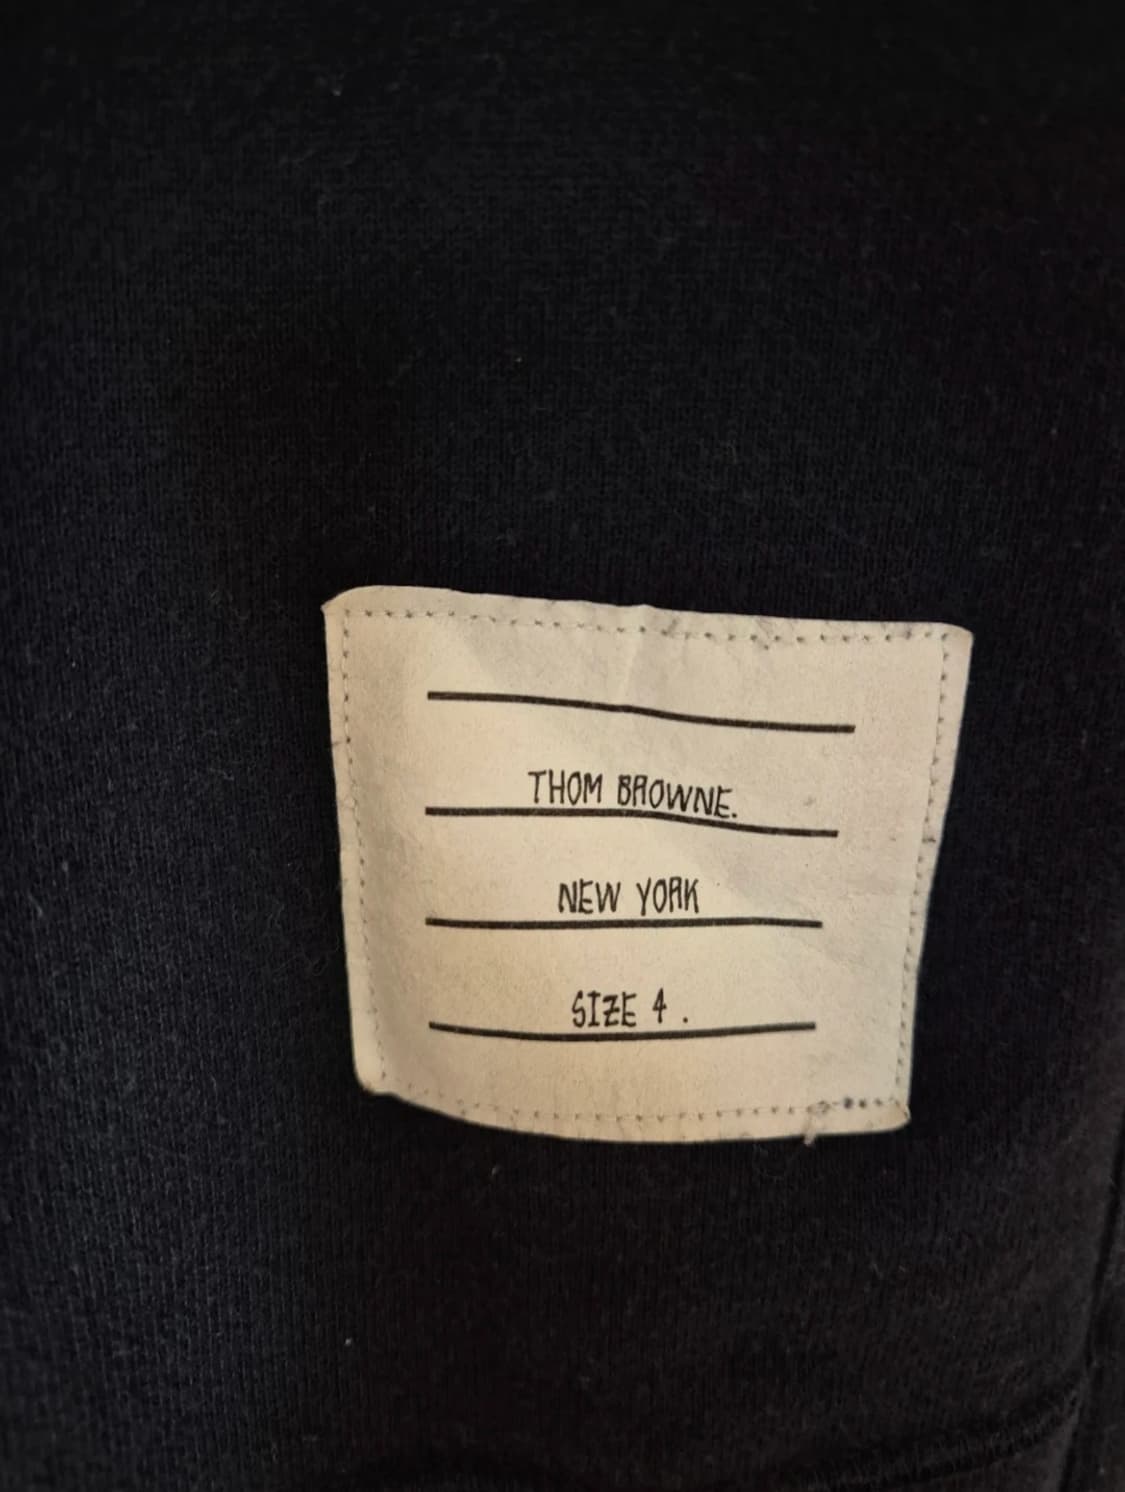 THOM BROWNE.
NEW YORK
SIZE 4 .